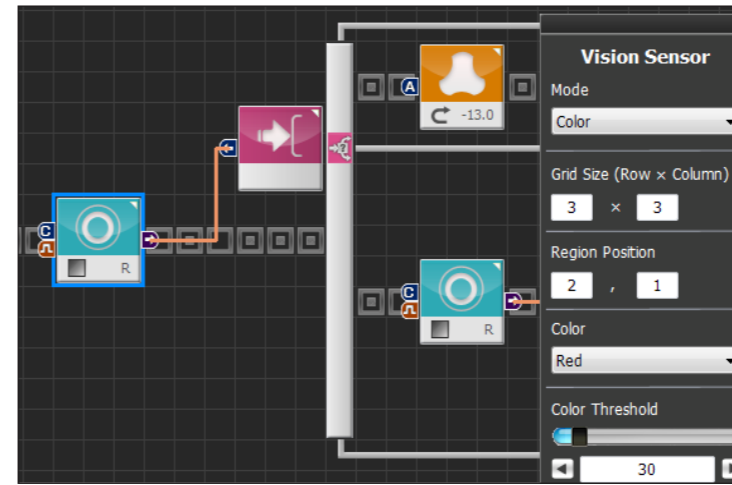 Vision Sensor
Mode
Color
Grid Size (Row × Column)
3 × 3
Region Position
2 , 1
Color
Red
Color Threshold
30
A
-13.0
C
R
C
R
?